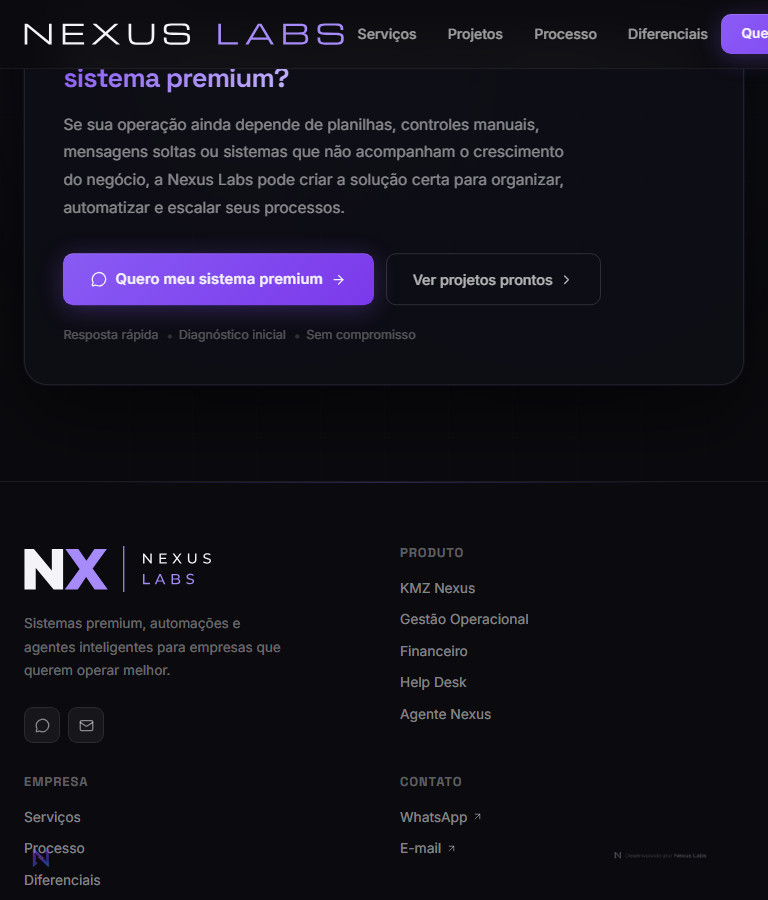 NEXUS LABS
Serviços
Projetos
Processo
Diferenciais
Que
sistema premium?
Se sua operação ainda depende de planilhas, controles manuais,
mensagens soltas ou sistemas que não acompanham o crescimento
do negócio, a Nexus Labs pode criar a solução certa para organizar,
automatizar e escalar seus processos.
Quero meu sistema premium
Ver projetos prontos
Resposta rápida • Diagnóstico inicial • Sem compromisso
NX
NEXUS
LABS
Sistemas premium, automações e
agentes inteligentes para empresas que
querem operar melhor.
PRODUTO
KMZ Nexus
Gestão Operacional
Financeiro
Help Desk
Agente Nexus
EMPRESA
Serviços
Processo
Diferenciais
CONTATO
WhatsApp
E-mail
N
N Desenvolvido por Nexus Labs